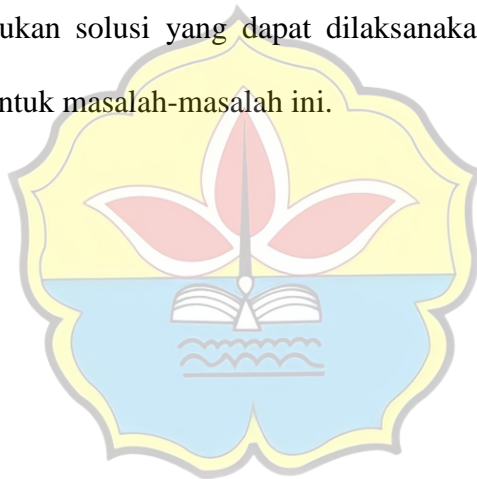 ukan solusi yang dapat dilaksanaka
ntuk masalah-masalah ini.